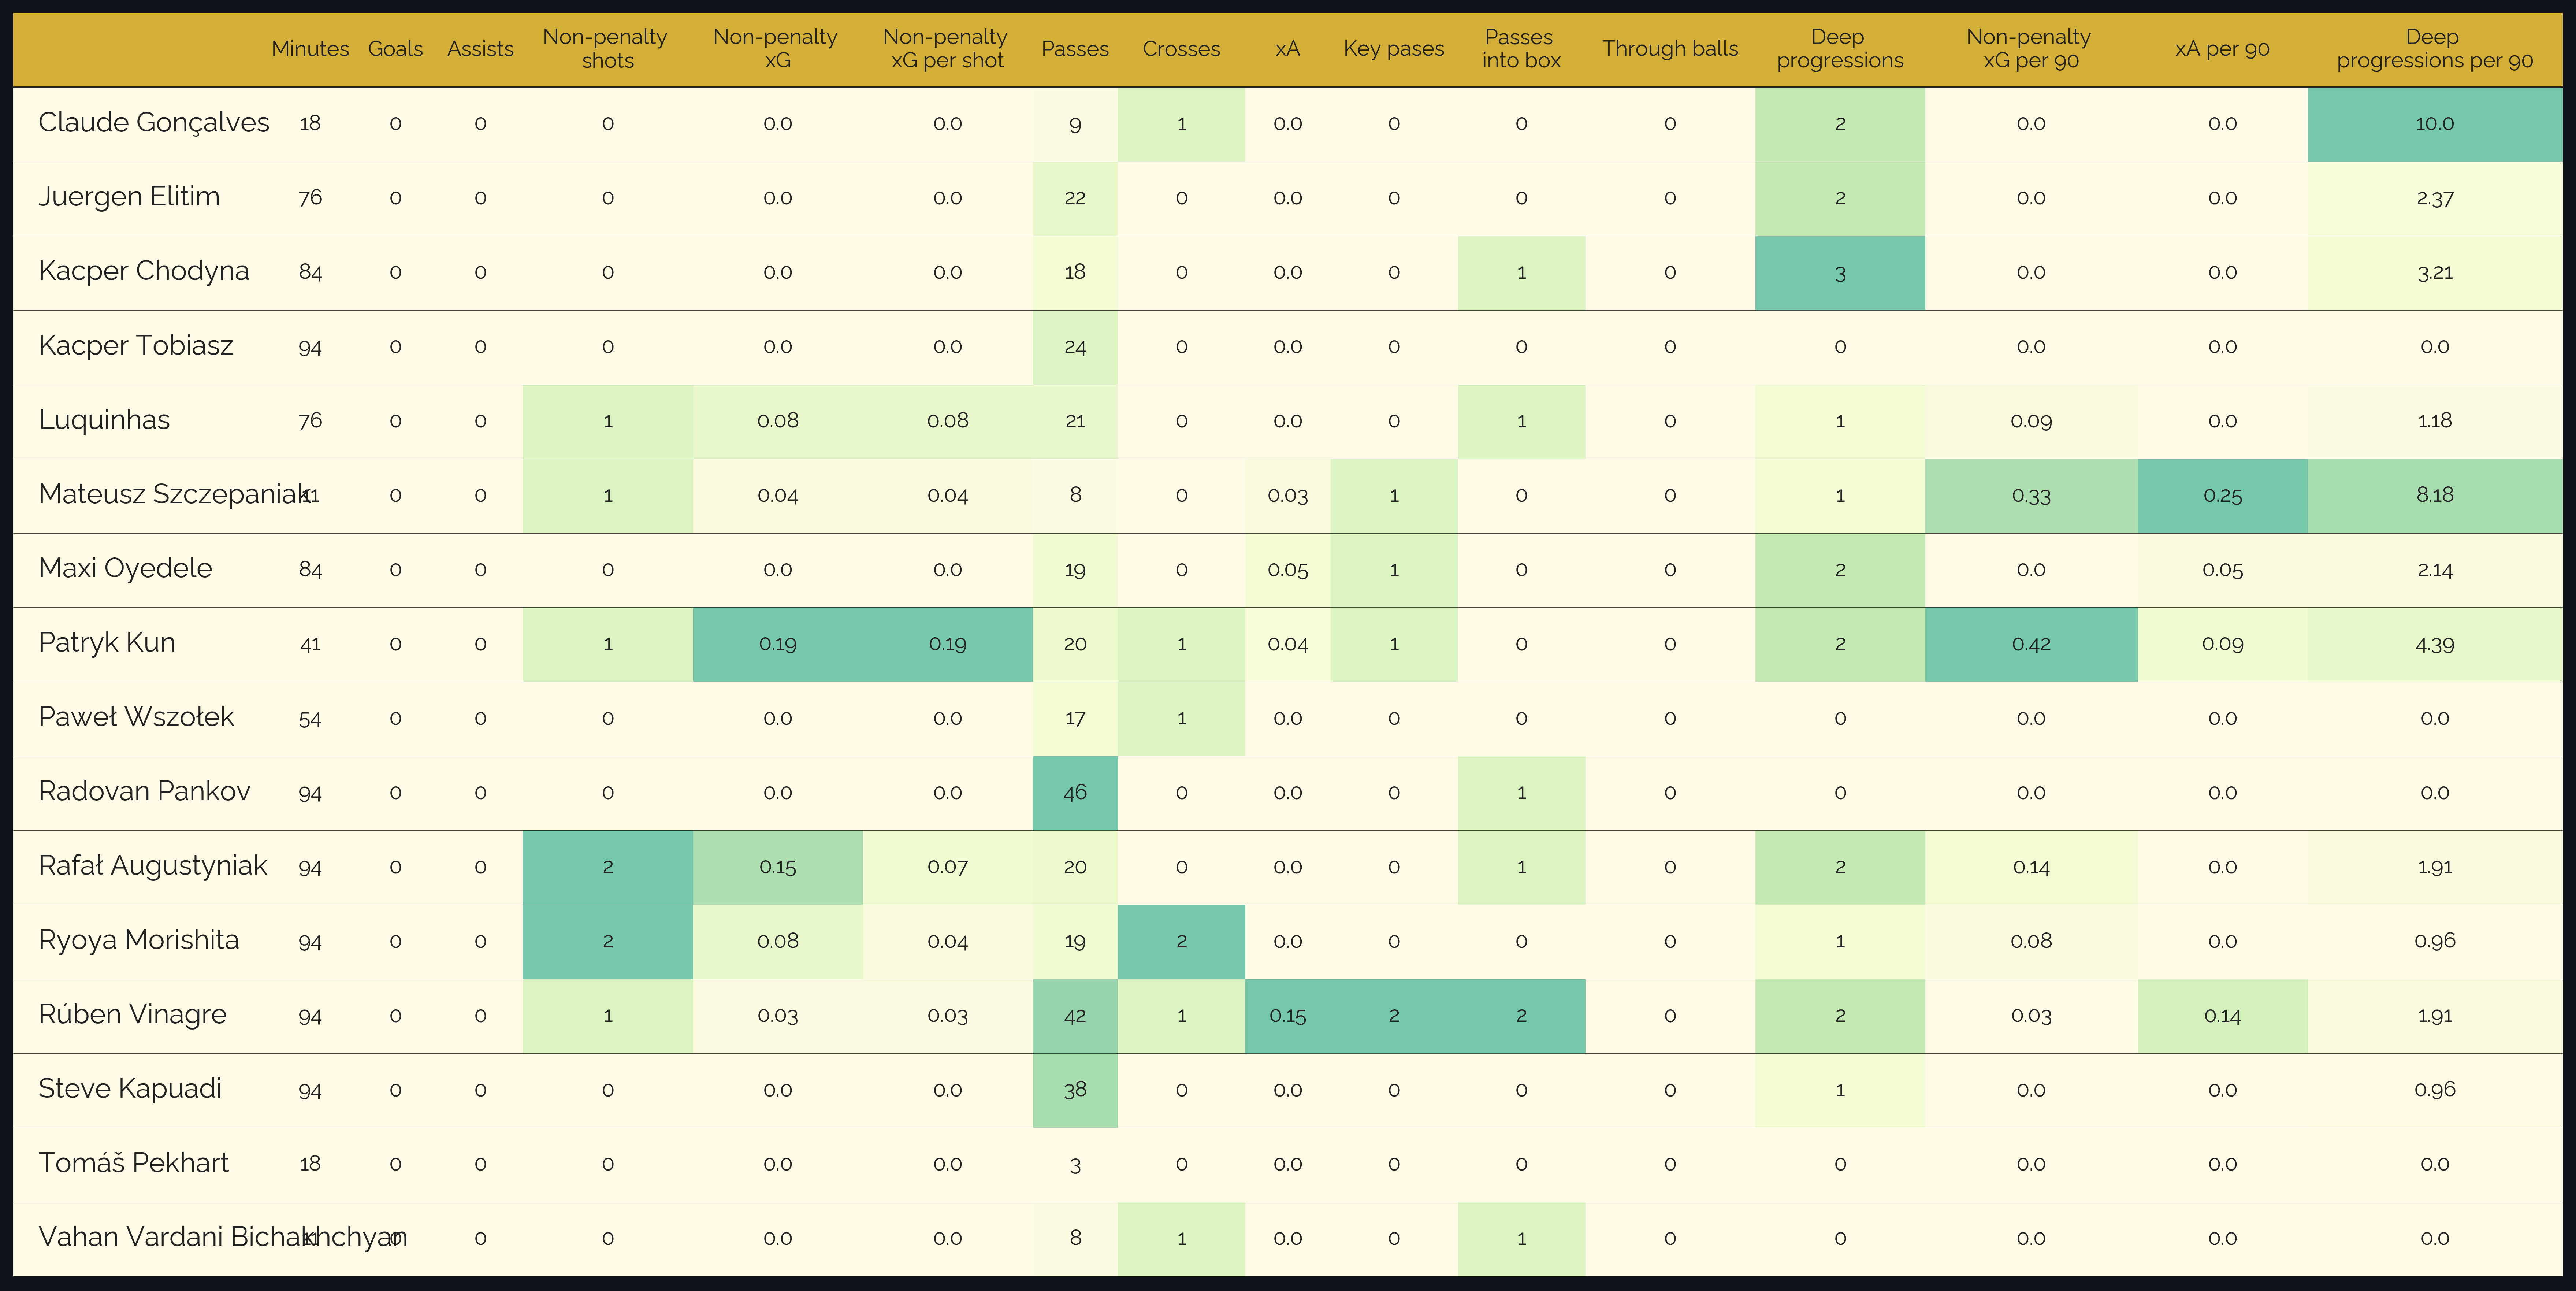 Minutes Goals Assists Non-penalty shots Non-penalty xG Non-penalty xG per shot Passes Crosses xA Key pases Passes into box Through balls Deep progressions Non-penalty xG per 90 xA per 90 Deep progressions per 90
Claude Gonçalves 18 0 0 0 0.0 0.0 9 1 0.0 0 0 0 2 0.0 0.0 10.0
Juergen Elitim 76 0 0 0 0.0 0.0 22 0 0.0 0 0 0 2 0.0 0.0 2.37
Kacper Chodyna 84 0 0 0 0.0 0.0 18 0 0.0 0 1 0 3 0.0 0.0 3.21
Kacper Tobiasz 94 0 0 0 0.0 0.0 24 0 0.0 0 0 0 0 0.0 0.0 0.0
Luquinhas 76 0 0 1 0.08 0.08 21 0 0.0 0 1 0 1 0.09 0.0 1.18
Mateusz Szczepaniak 11 0 0 1 0.04 0.04 8 0 0.03 1 0 0 1 0.33 0.25 8.18
Maxi Oyedele 84 0 0 0 0.0 0.0 19 0 0.05 1 0 0 2 0.0 0.05 2.14
Patryk Kun 41 0 0 1 0.19 0.19 20 1 0.04 1 0 0 2 0.42 0.09 4.39
Paweł Wszołek 54 0 0 0 0.0 0.0 17 1 0.0 0 0 0 0 0.0 0.0 0.0
Radovan Pankov 94 0 0 0 0.0 0.0 46 0 0.0 0 1 0 0 0.0 0.0 0.0
Rafał Augustyniak 94 0 0 2 0.15 0.07 20 0 0.0 0 1 0 2 0.14 0.0 1.91
Ryoya Morishita 94 0 0 2 0.08 0.04 19 2 0.0 0 0 0 1 0.08 0.0 0.96
Rúben Vinagre 94 0 0 1 0.03 0.03 42 1 0.15 2 2 0 2 0.03 0.14 1.91
Steve Kapuadi 94 0 0 0 0.0 0.0 38 0 0.0 0 0 0 1 0.0 0.0 0.96
Tomáš Pekhart 18 0 0 0 0.0 0.0 3 0 0.0 0 0 0 0 0.0 0.0 0.0
Vahan Vardani Bichakhchyan 11 0 0 0 0.0 0.0 8 1 0.0 0 1 0 0 0.0 0.0 0.0